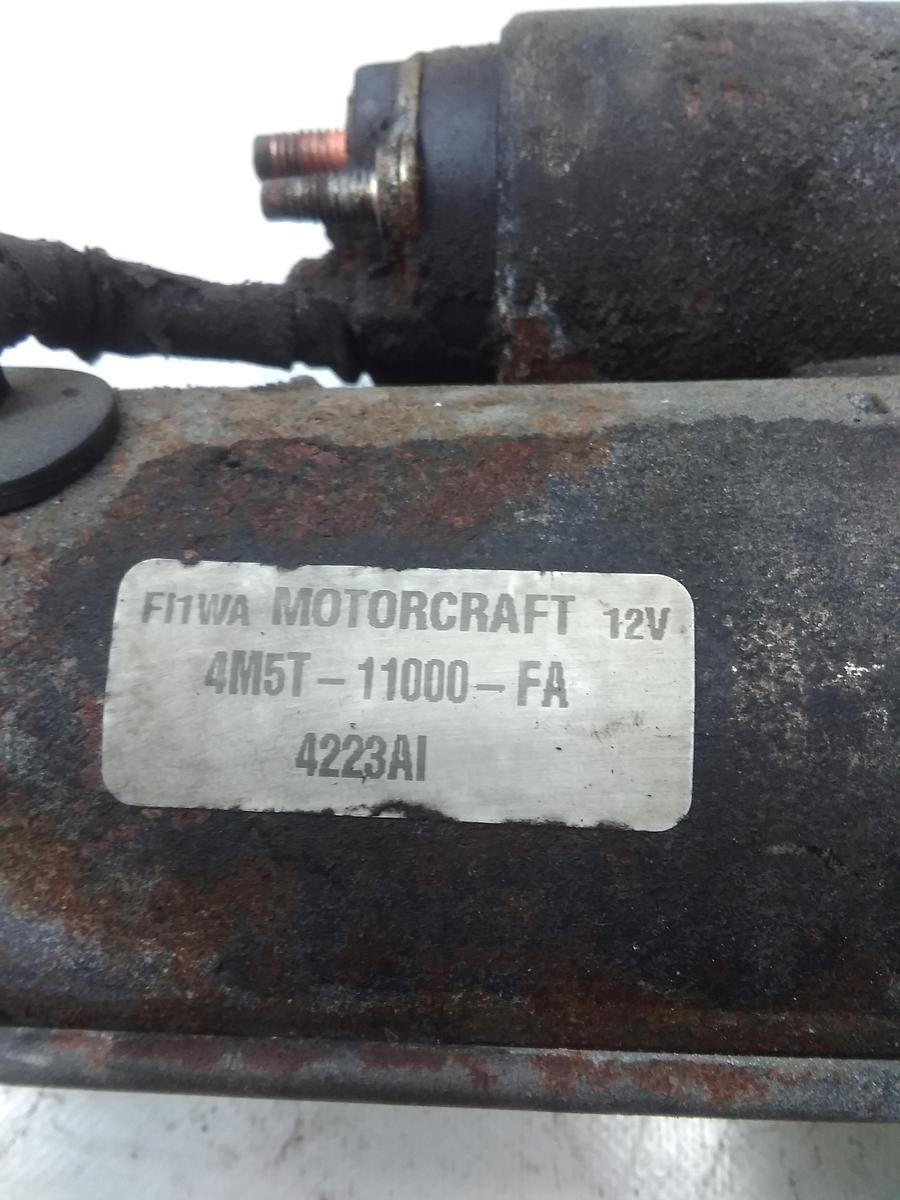 FI1WA MOTORCRAFT 12V
4M5T-11000-FA
4223AI